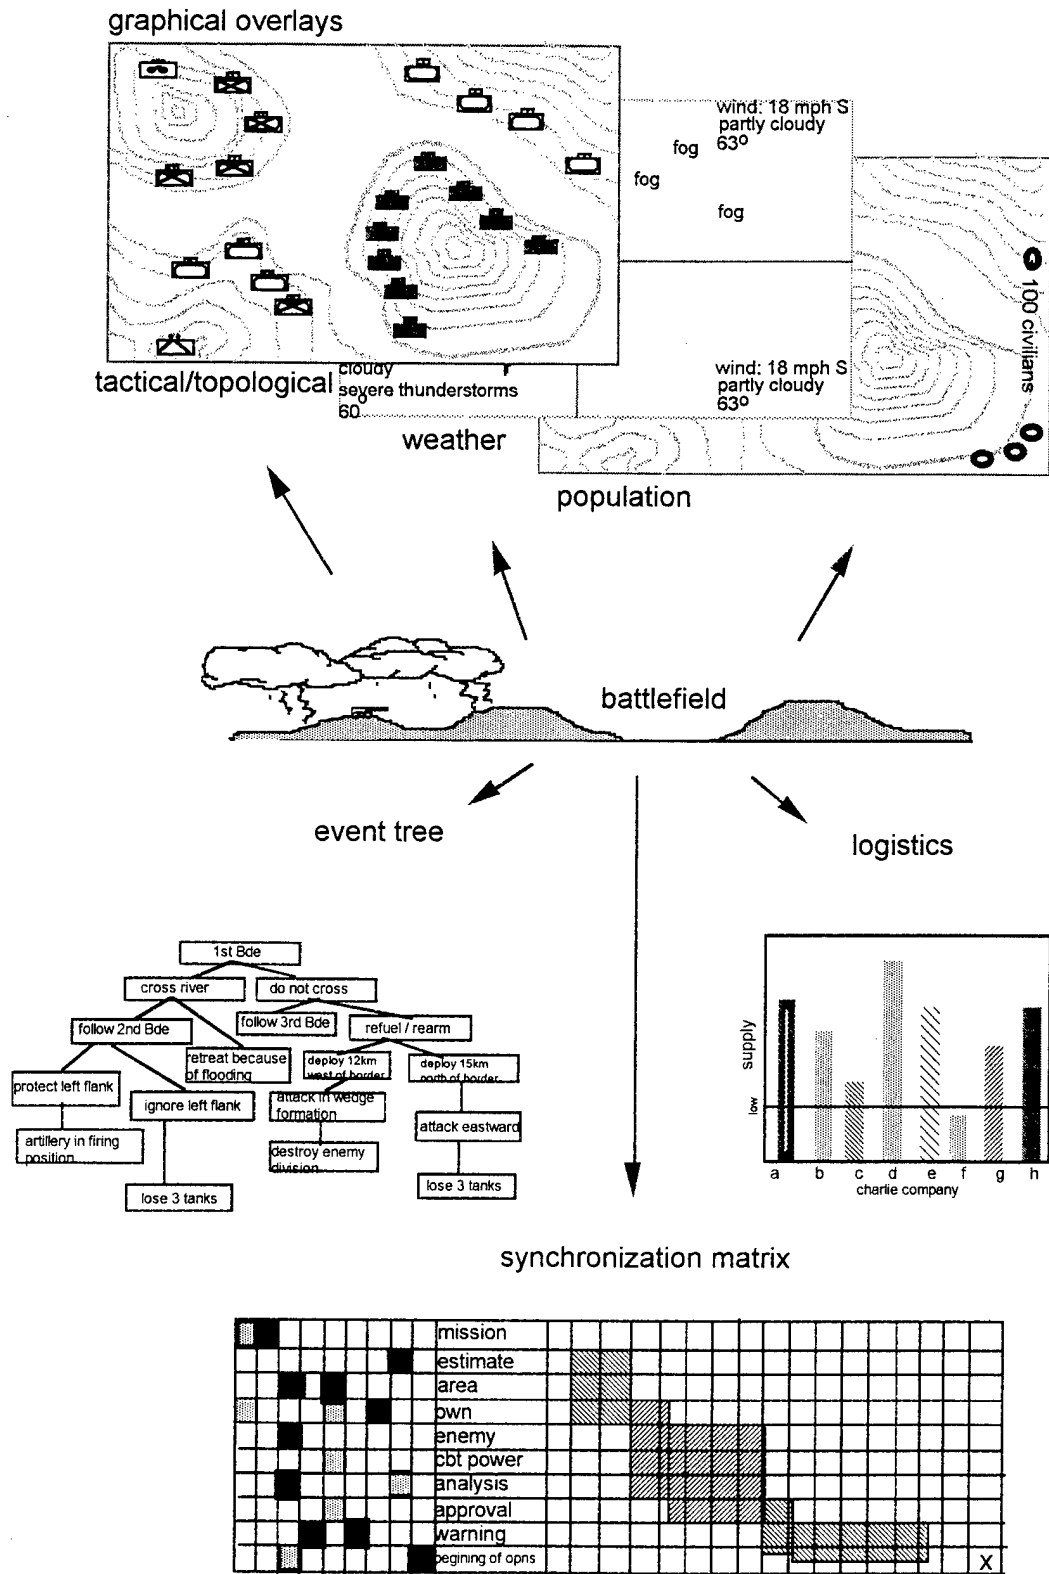 graphical overlays
wind: 18 mph S
partly cloudy
63º
fog
fog
fog
100 civilians
tactical/topological
cloudy
severe thunderstorms
60º
wind: 18 mph S
partly cloudy
63º
weather
population
battlefield
event tree
logistics
1st Bde
cross river
do not cross
follow 2nd Bde
follow 3rd Bde
refuel / rearm
retreat because
of flooding
deploy 12km
west of border
deploy 15km
north of border
protect left flank
ignore left flank
attack in wedge
formation
attack eastward
artillery in firing
position
destroy enemy
division
lose 3 tanks
lose 3 tanks
supply
low
a b c d e f g h
charlie company
synchronization matrix
mission
estimate
area
own
enemy
cbt power
analysis
approval
warning
begining of opns
X